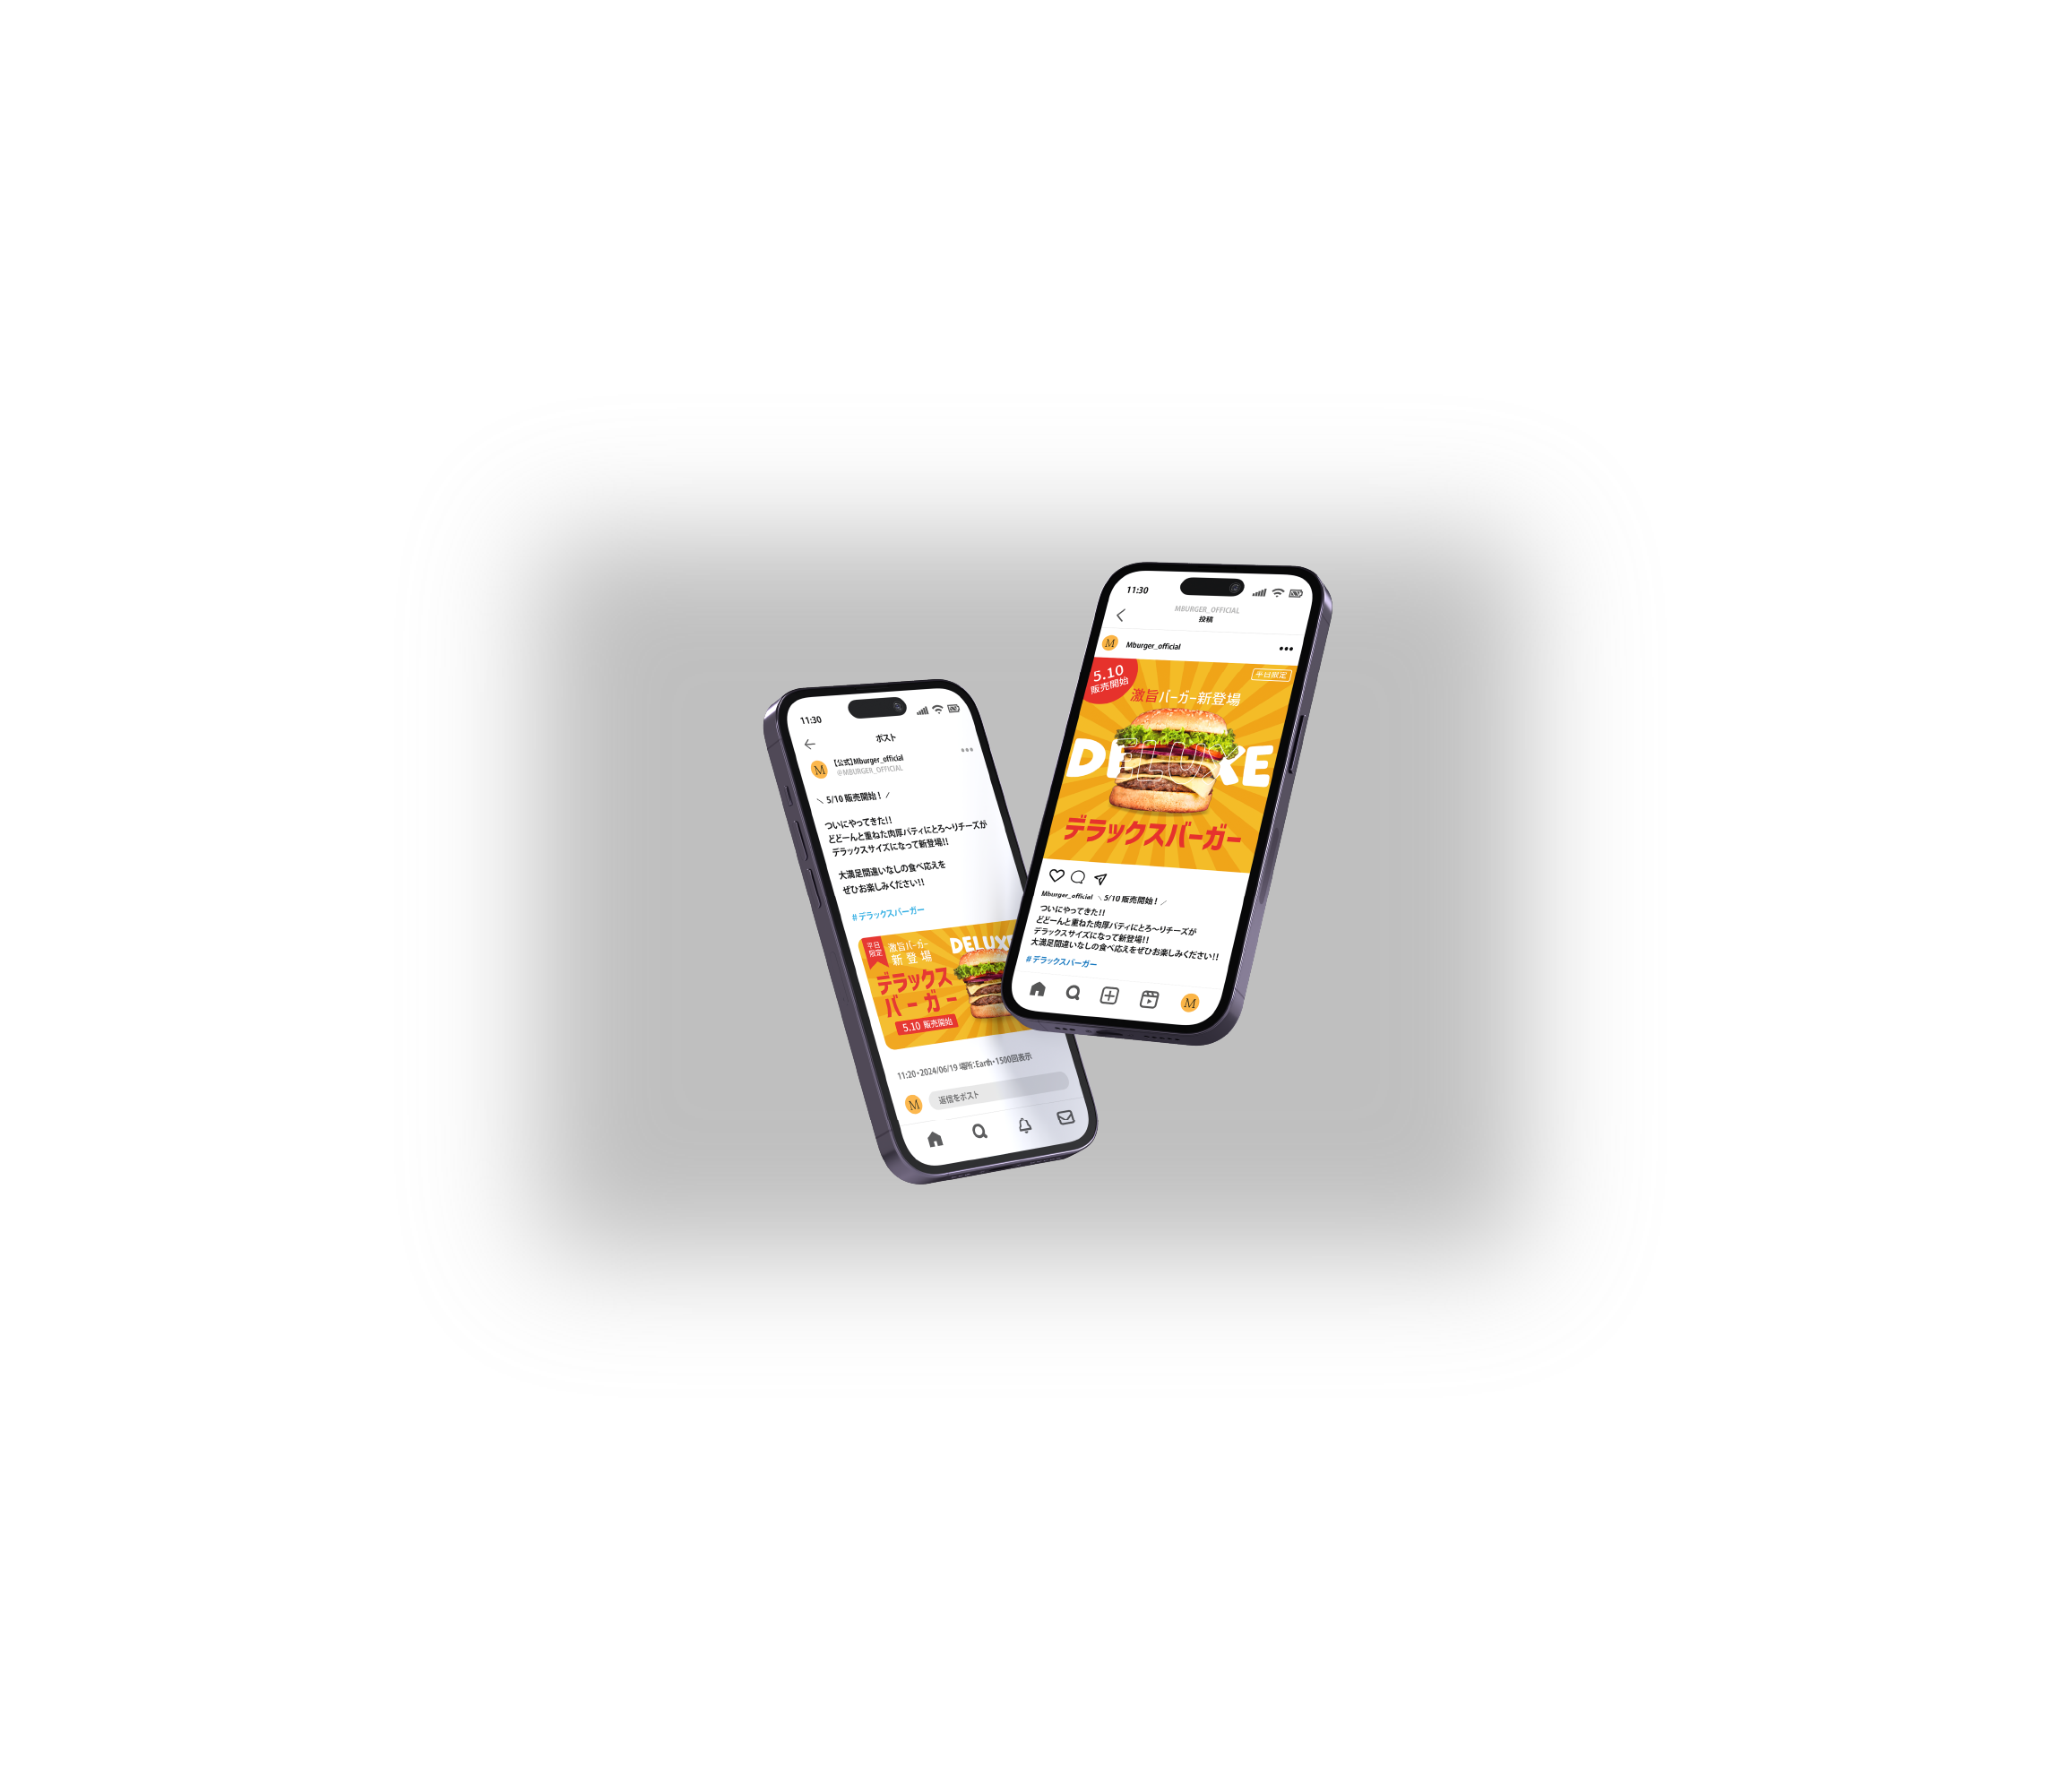 11:30
ポスト
【公式】Mburger_official
@MBURGER_OFFICIAL
＼ 5/10 販売開始！ ／
ついにやってきた!!
どどーんと重ねた肉厚パティにとろ〜りチーズが
デラックスサイズになって新登場!!
大満足間違いなしの食べ応えを
ぜひお楽しみください!!
#デラックスバーガー
平日
限定
激旨バーガー
新登場
DELUXE
デラックス
バーガー
5.10 販売開始
11:20・2024/06/19 場所：Earth・1500回表示
M
返信をポスト
11:30
MBURGER_OFFICIAL
投稿
M
Mburger_official
5.10
販売開始
平日限定
激旨バーガー新登場
DELUXE
デラックスバーガー
Mburger_official ＼ 5/10 販売開始！ ／
ついにやってきた!!
どどーんと重ねた肉厚パティにとろ〜りチーズが
デラックスサイズになって新登場!!
大満足間違いなしの食べ応えをぜひお楽しみください!!
#デラックスバーガー
M